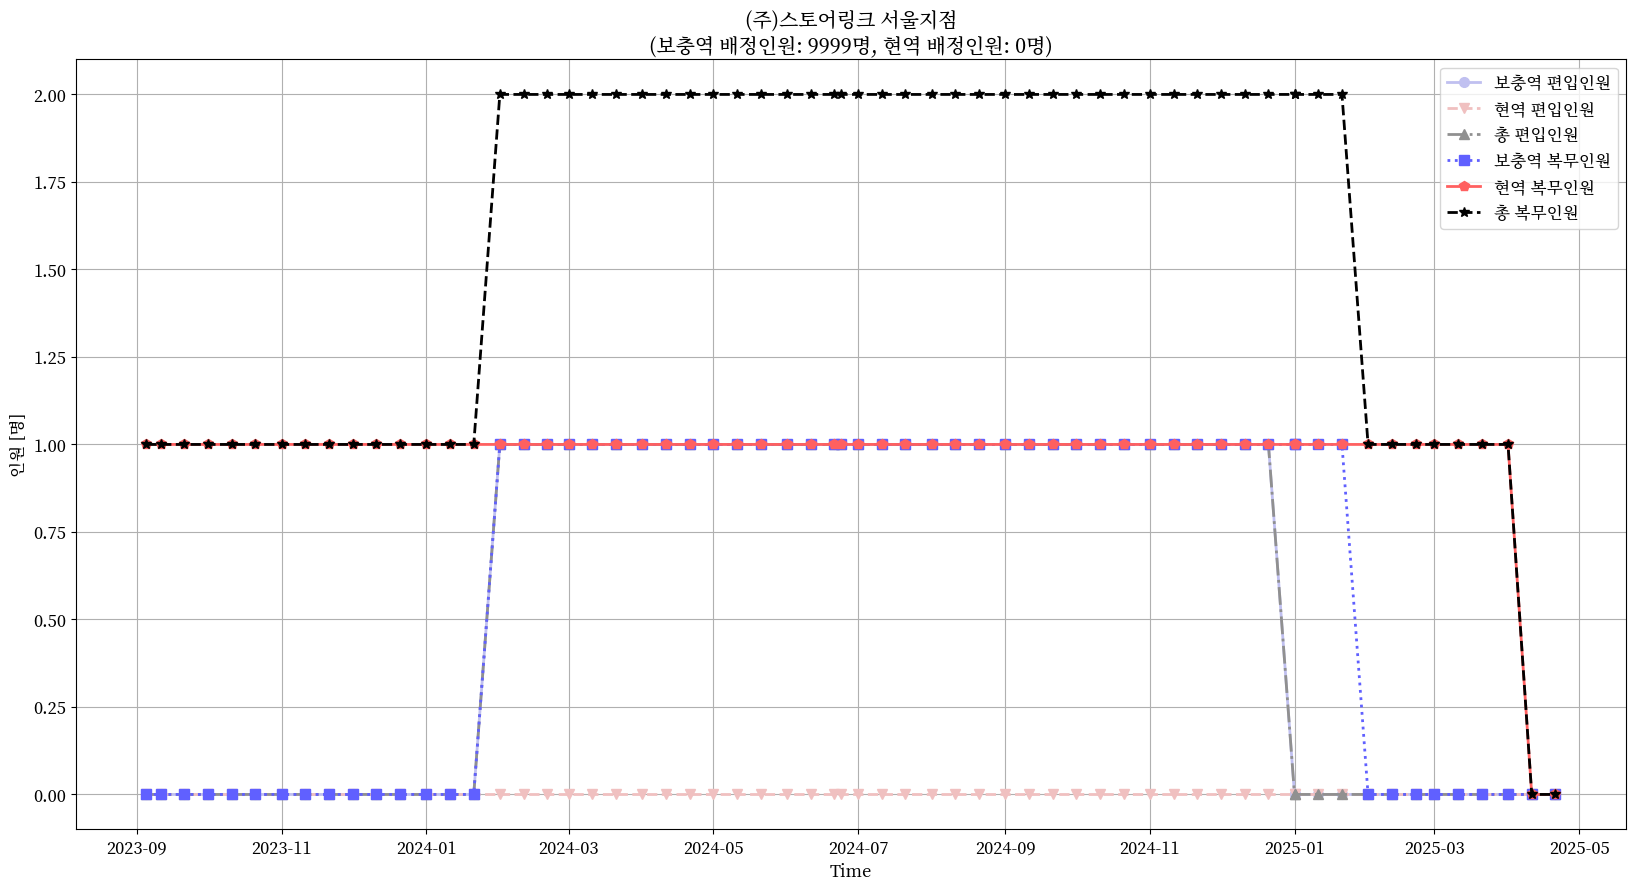 (주)스토어링크 서울지점
(보충역 배정인원: 9999명, 현역 배정인원: 0명)
보충역 편입인원
현역 편입인원
총 편입인원
보충역 복무인원
현역 복무인원
총 복무인원
인원 [명]
2.00
1.75
1.50
1.25
1.00
0.75
0.50
0.25
0.00
2023-09 2023-11 2024-01 2024-03 2024-05 2024-07 2024-09 2024-11 2025-01 2025-03 2025-05
Time